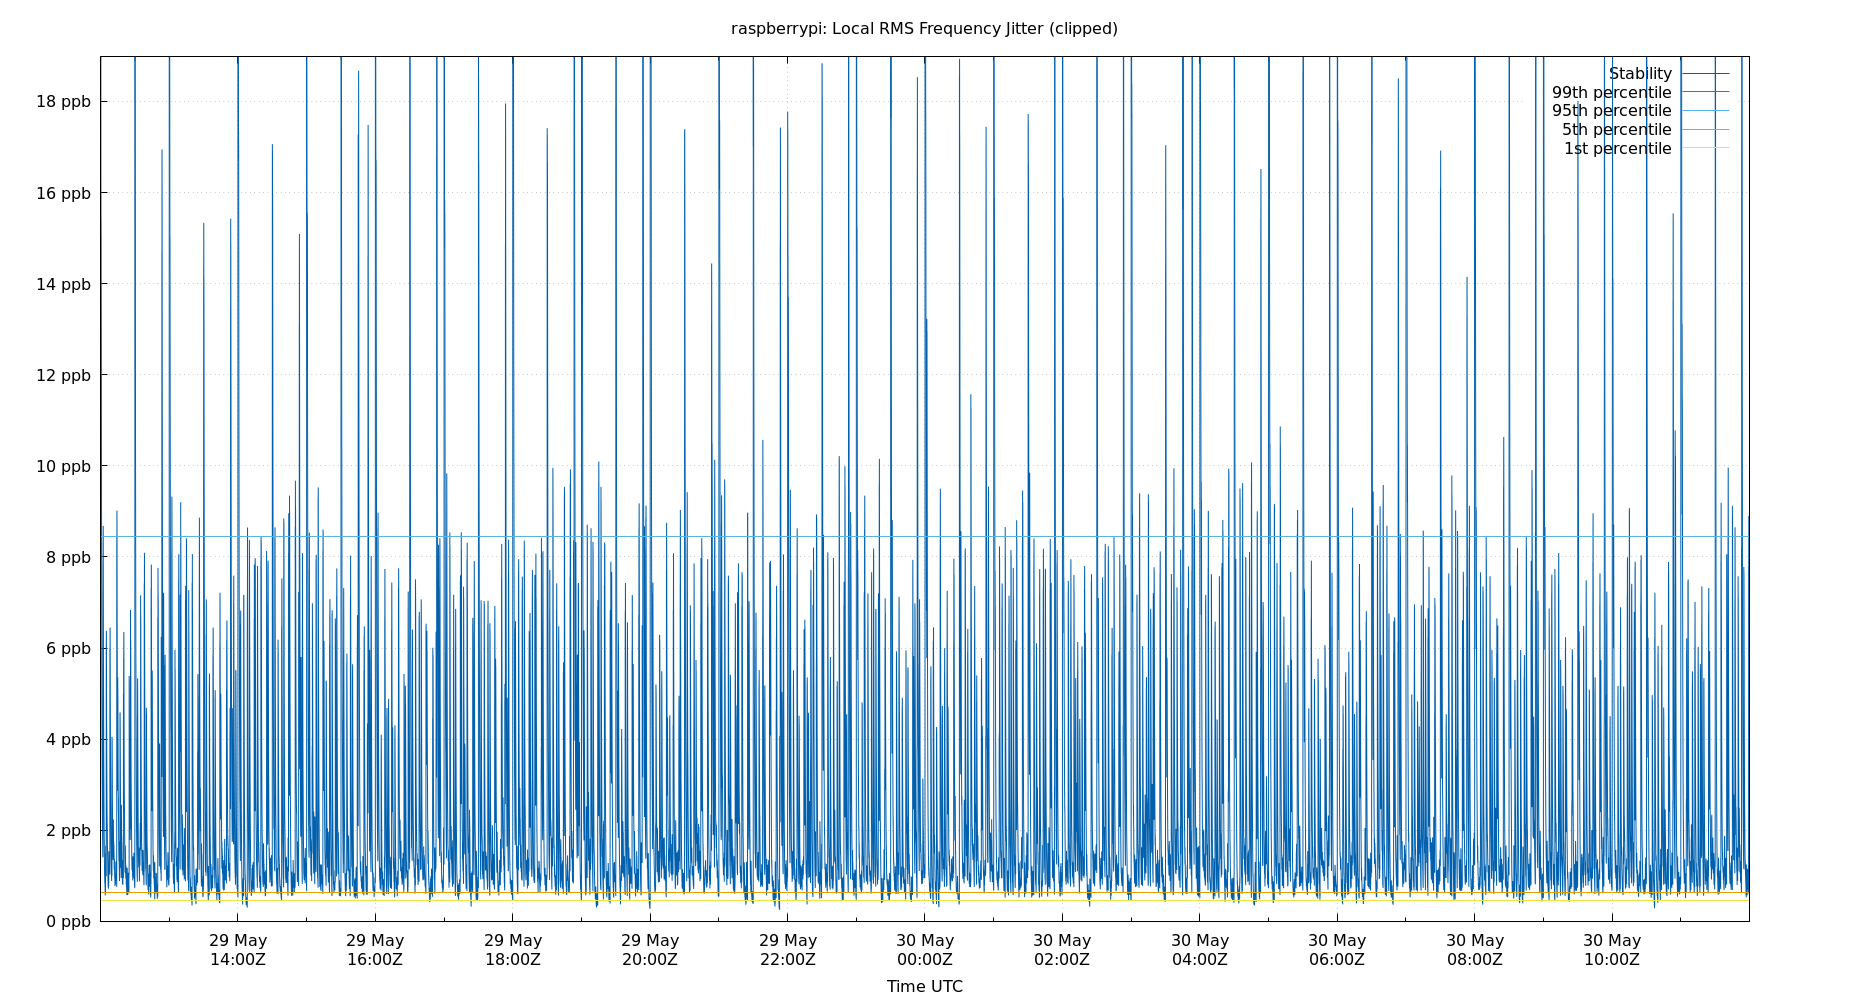 raspberrypi: Local RMS Frequency Jitter (clipped)
Stability
99th percentile
95th percentile
5th percentile
1st percentile
18 ppb
16 ppb
14 ppb
12 ppb
10 ppb
8 ppb
6 ppb
4 ppb
2 ppb
0 ppb
29 May 29 May 29 May 29 May 29 May 30 May 30 May 30 May 30 May 30 May 30 May
14:00Z 16:00Z 18:00Z 20:00Z 22:00Z 00:00Z 02:00Z 04:00Z 06:00Z 08:00Z 10:00Z
Time UTC